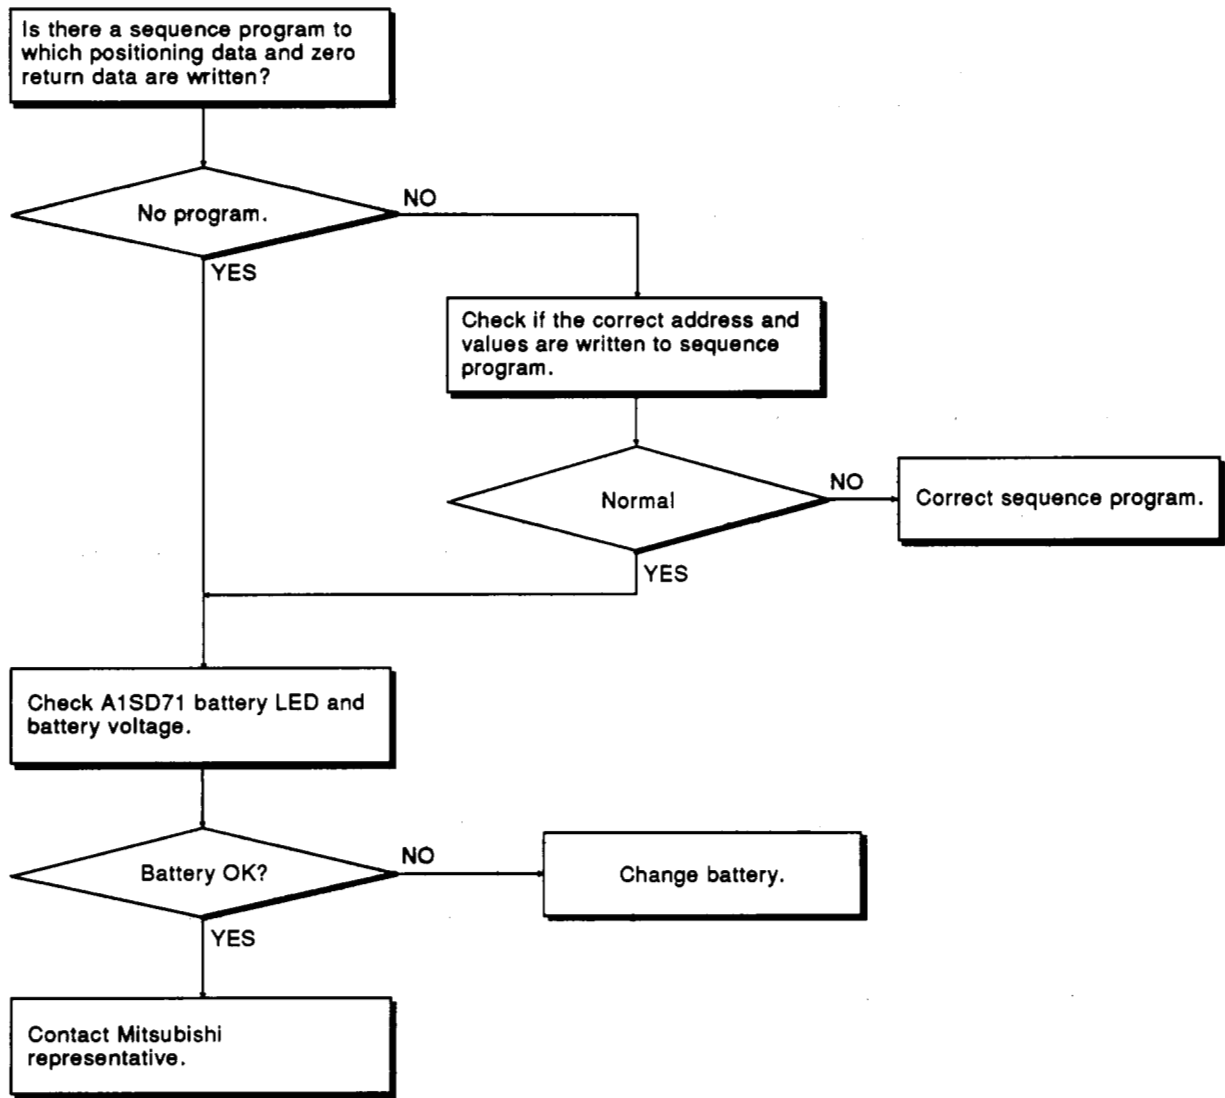 Is there a sequence program to
which positioning data and zero
return data are written?
No program.
NO
YES
Check if the correct address and
values are written to sequence
program.
Normal
NO
Correct sequence program.
YES
Check A1SD71 battery LED and
battery voltage.
Battery OK?
NO
Change battery.
YES
Contact Mitsubishi
representative.